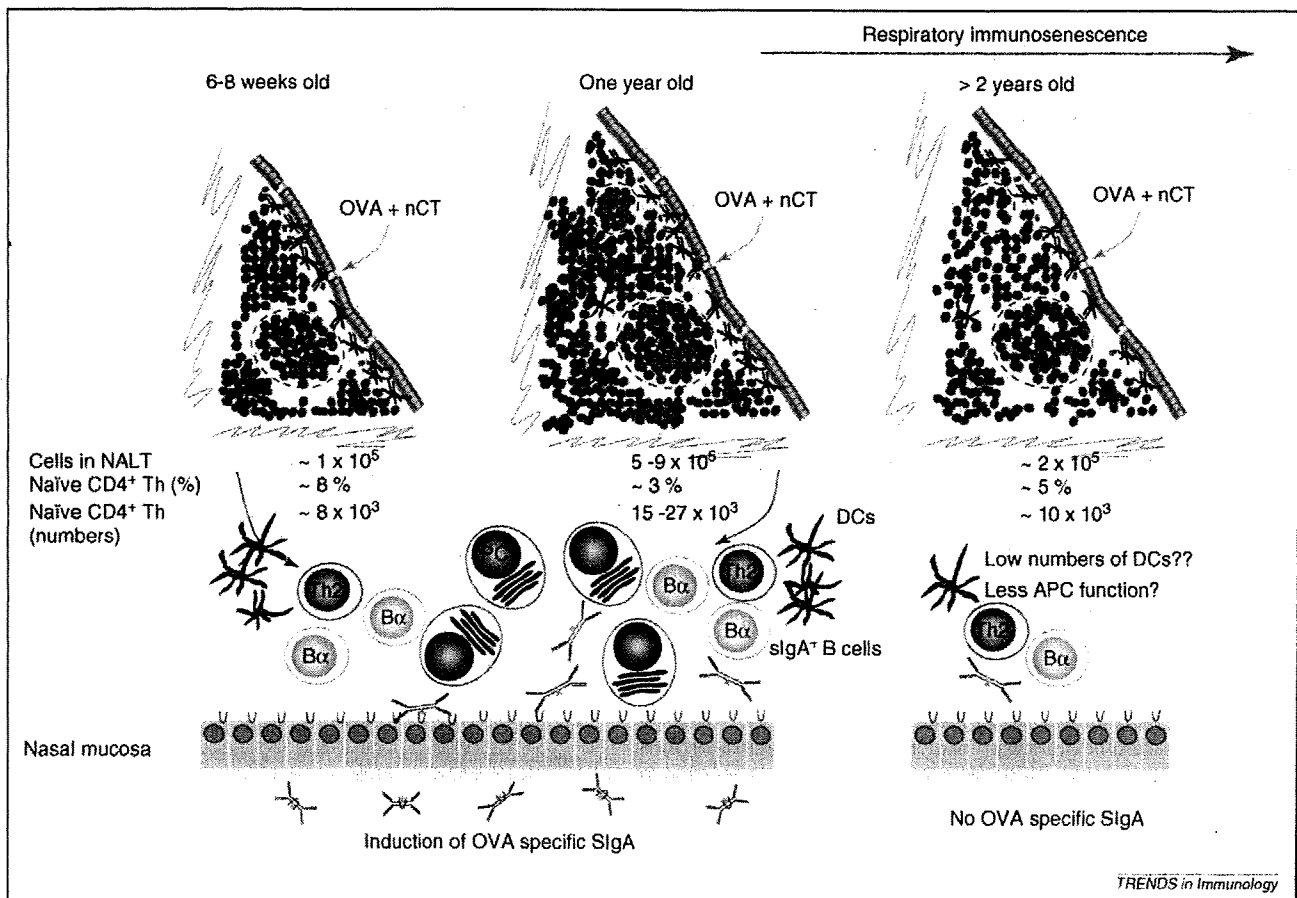 Respiratory immunosenescence
6-8 weeks old
One year old
> 2 years old
OVA + nCT
OVA + nCT
OVA + nCT
Cells in NALT ~ 1 x 10⁵ 5 -9 x 10⁵ ~ 2 x 10⁵
Naïve CD4⁺ Th (%) ~ 8 % ~ 3 % ~ 5 %
Naïve CD4⁺ Th (numbers) ~ 8 x 10³ 15 -27 x 10³ ~ 10 x 10³
DCs
Low numbers of DCs??
Less APC function?
PC
Th2
Bα
Bα
Bα
Th2
Bα
sIgA⁺ B cells
Th2
Bα
Nasal mucosa
Induction of OVA specific SIgA
No OVA specific SIgA
TRENDS in Immunology